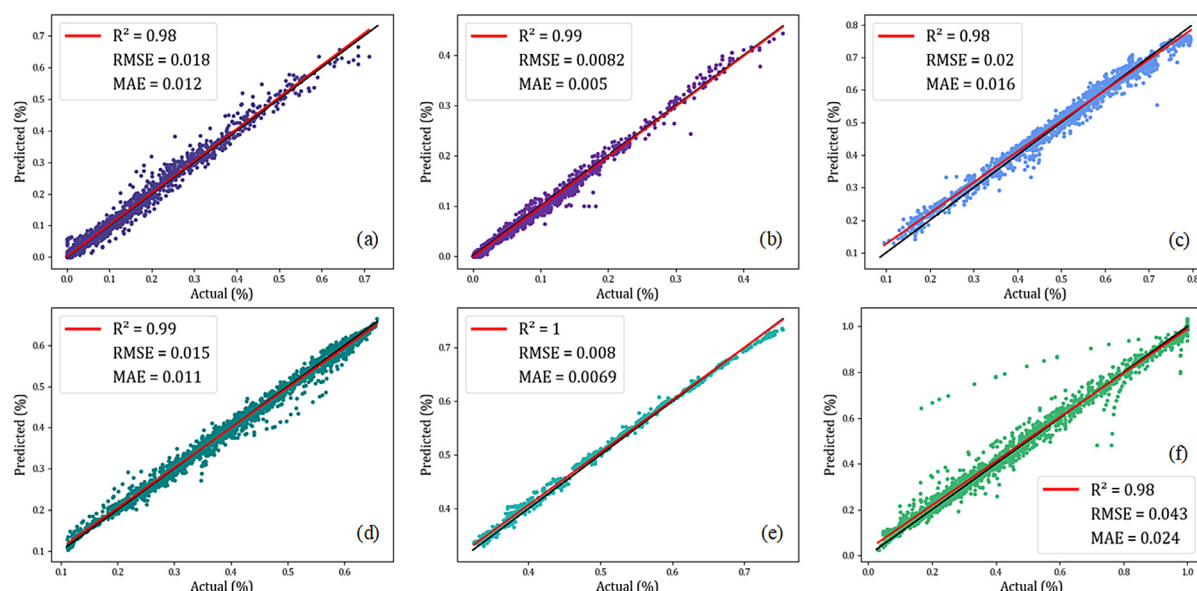 R² = 0.98
RMSE = 0.018
MAE = 0.012
0.7
0.6
0.5
0.4
0.3
0.2
0.1
0.0
Predicted (%)
(a)
0.0 0.1 0.2 0.3 0.4 0.5 0.6 0.7
Actual (%)
R² = 0.99
RMSE = 0.0082
MAE = 0.005
0.4
0.3
0.2
0.1
0.0
Predicted (%)
(b)
0.0 0.1 0.2 0.3 0.4
Actual (%)
R² = 0.98
RMSE = 0.02
MAE = 0.016
0.8
0.7
0.6
0.5
0.4
0.3
0.2
0.1
Predicted (%)
(c)
0.1 0.2 0.3 0.4 0.5 0.6 0.7 0.8
Actual (%)
R² = 0.99
RMSE = 0.015
MAE = 0.011
0.6
0.5
0.4
0.3
0.2
0.1
Predicted (%)
(d)
0.1 0.2 0.3 0.4 0.5 0.6
Actual (%)
R² = 1
RMSE = 0.008
MAE = 0.0069
0.7
0.6
0.5
0.4
Predicted (%)
(e)
0.4 0.5 0.6 0.7
Actual (%)
1.0
0.8
0.6
0.4
0.2
0.0
Predicted (%)
(f)
R² = 0.98
RMSE = 0.043
MAE = 0.024
0.0 0.2 0.4 0.6 0.8 1.0
Actual (%)